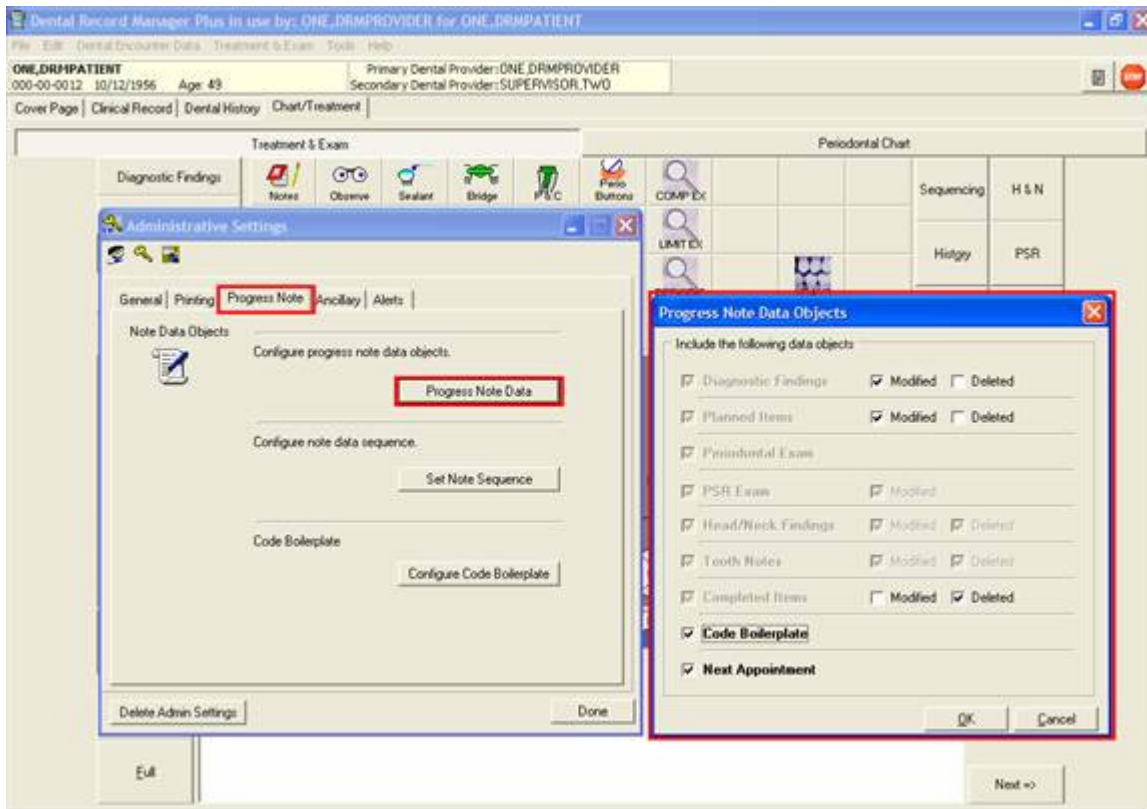 Dental Record Manager Plus in use by: ONE,DRMPROVIDER for ONE,DRMPATIENT
File Edit Dental Encounter Data Treatment & Exam Tools Help
ONE,DRMPATIENT Primary Dental Provider:ONE,DRMPROVIDER
000-00-0012 10/12/1956 Age: 49 Secondary Dental Provider:SUPERVISOR,TWO
Cover Page Clinical Record Dental History Chart/Treatment
Treatment & Exam Periodontal Chart
Diagnostic Findings Notes Observe Sealant Bridge Perio Buttons COMP EX Sequencing H & N
LIMIT EX PSR
Administrative Settings
General Printing Progress Note Ancillary Alerts
Note Data Objects
Configure progress note data objects.
Progress Note Data
Configure note data sequence.
Set Note Sequence
Code Boilerplate
Configure Code Boilerplate
Delete Admin Settings Done
Progress Note Data Objects
Include the following data objects
Diagnostic Findings Modified Deleted
Planned Items Modified Deleted
Periodontal Exam
PSR Exam Modified
Head/Neck Findings Modified Deleted
Tooth Notes Modified Deleted
Completed Items Modified Deleted
Code Boilerplate
Next Appointment
OK Cancel
Full Next =>